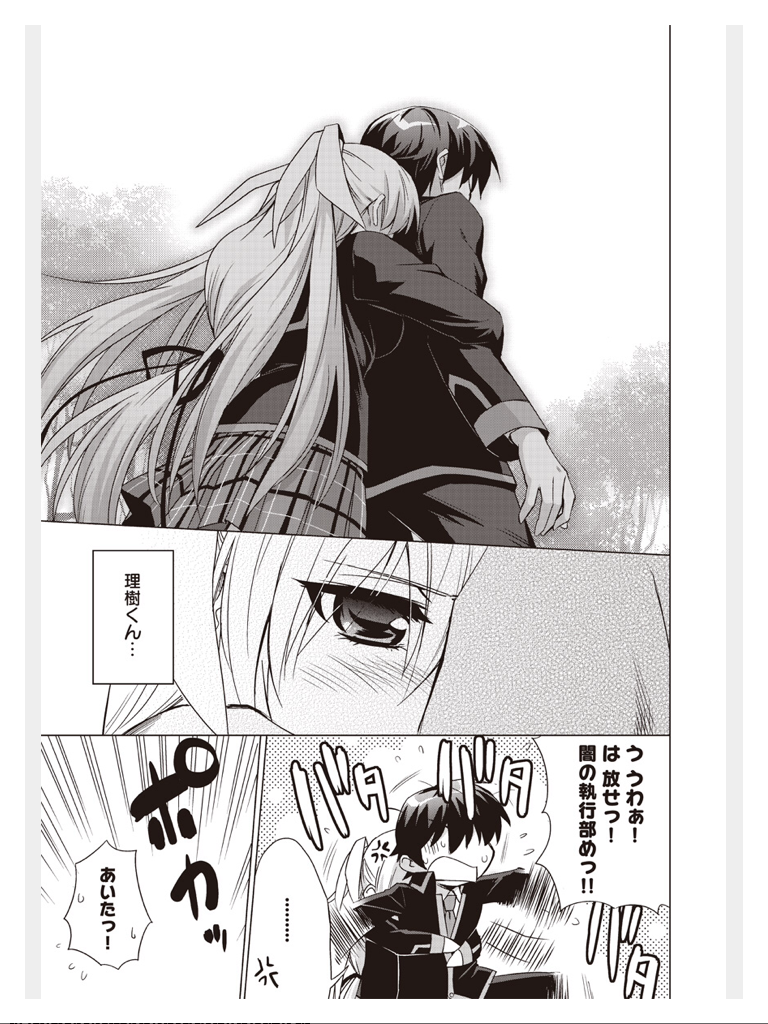 理樹くん…
う うわぁ！
は 放せっ！
闇の執行部めっ!!
バタ
バタ
バタ
………
ポカッ
あいたっ！